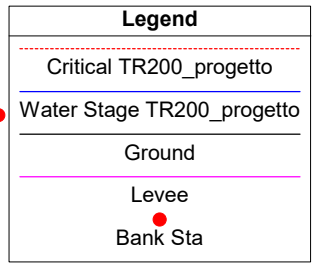 Legend
Critical TR200_progetto
Water Stage TR200_progetto
Ground
Levee
Bank Sta